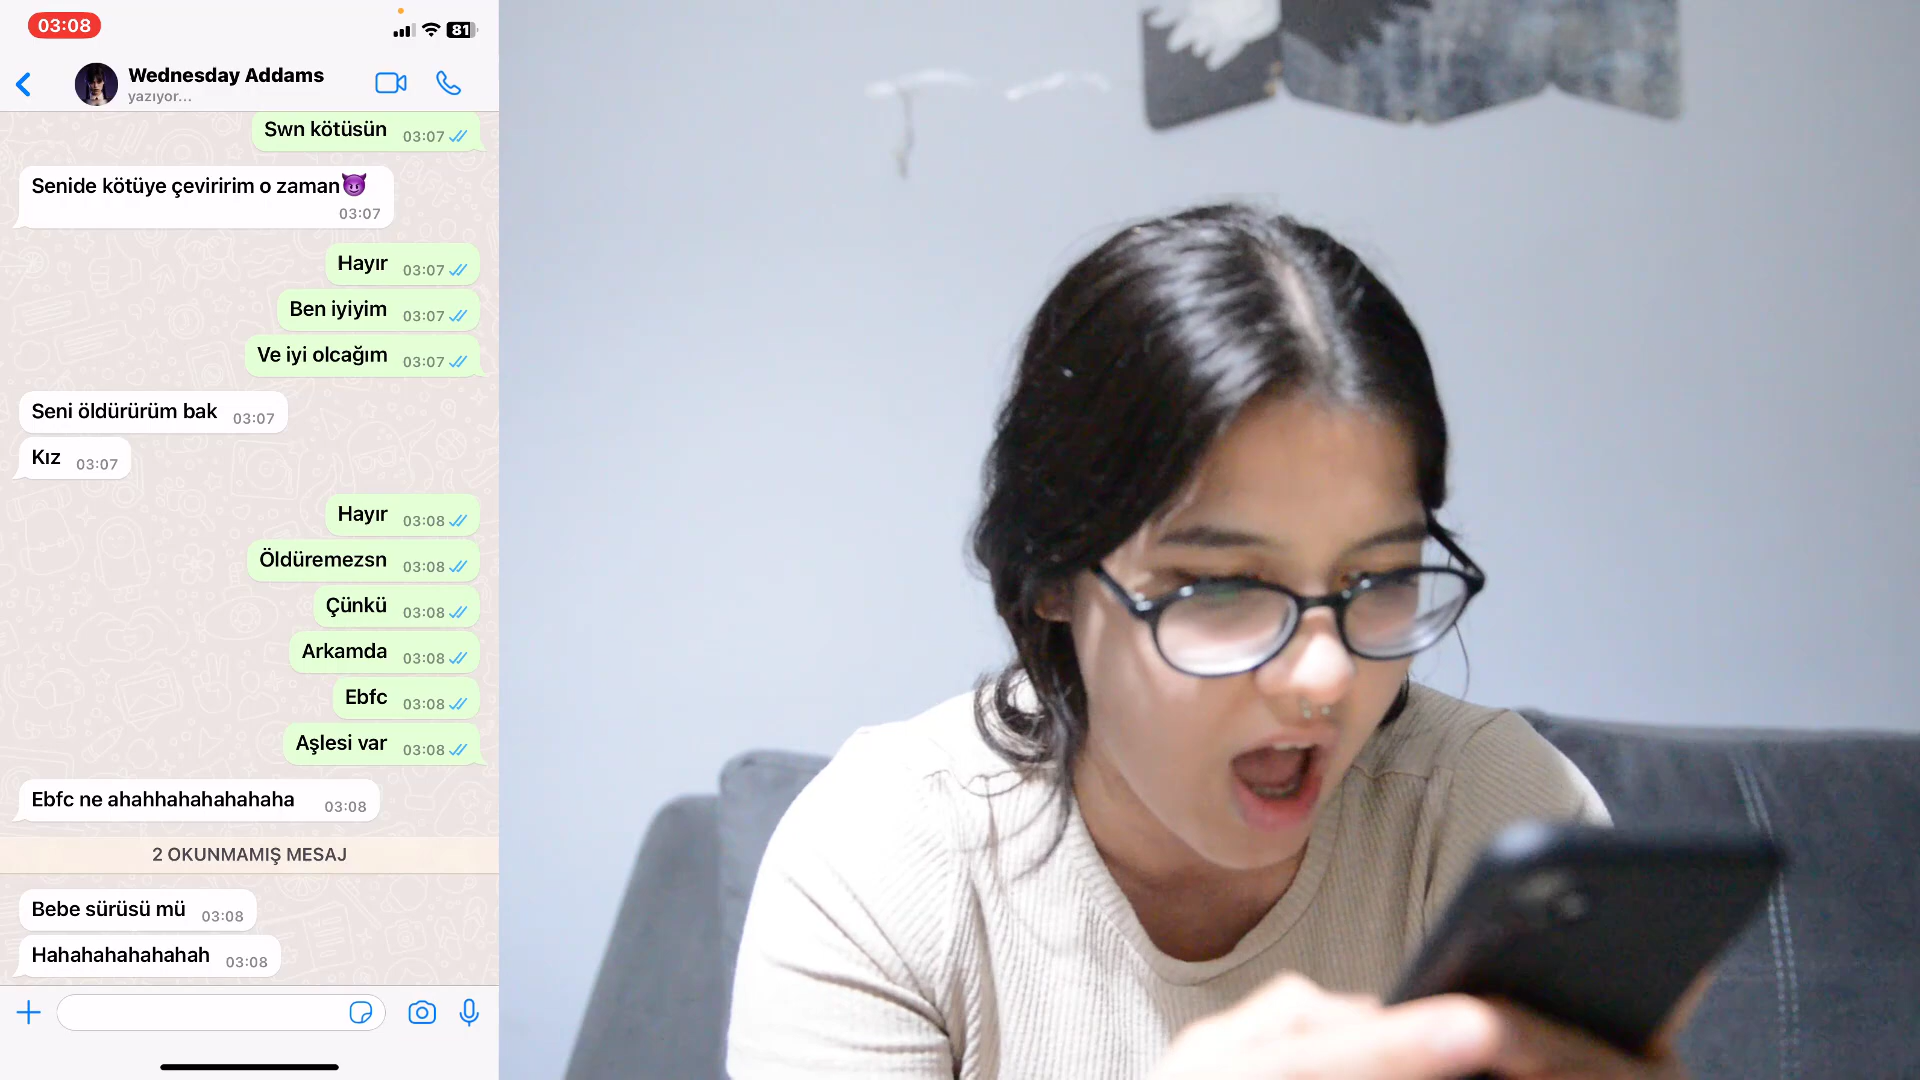 03:08
81
Wednesday Addams
yazıyor...
Swn kötüsün 03:07
Senide kötüye çeviririm o zaman😈
03:07
Hayır 03:07
Ben iyiyim 03:07
Ve iyi olcağım 03:07
Seni öldürürüm bak 03:07
Kız 03:07
Hayır 03:08
Öldüremezsn 03:08
Çünkü 03:08
Arkamda 03:08
Ebfc 03:08
Aşlesi var 03:08
Ebfc ne ahahhahahahahaha 03:08
2 OKUNMAMIŞ MESAJ
Bebe sürüsü mü 03:08
Hahahahahahahah 03:08